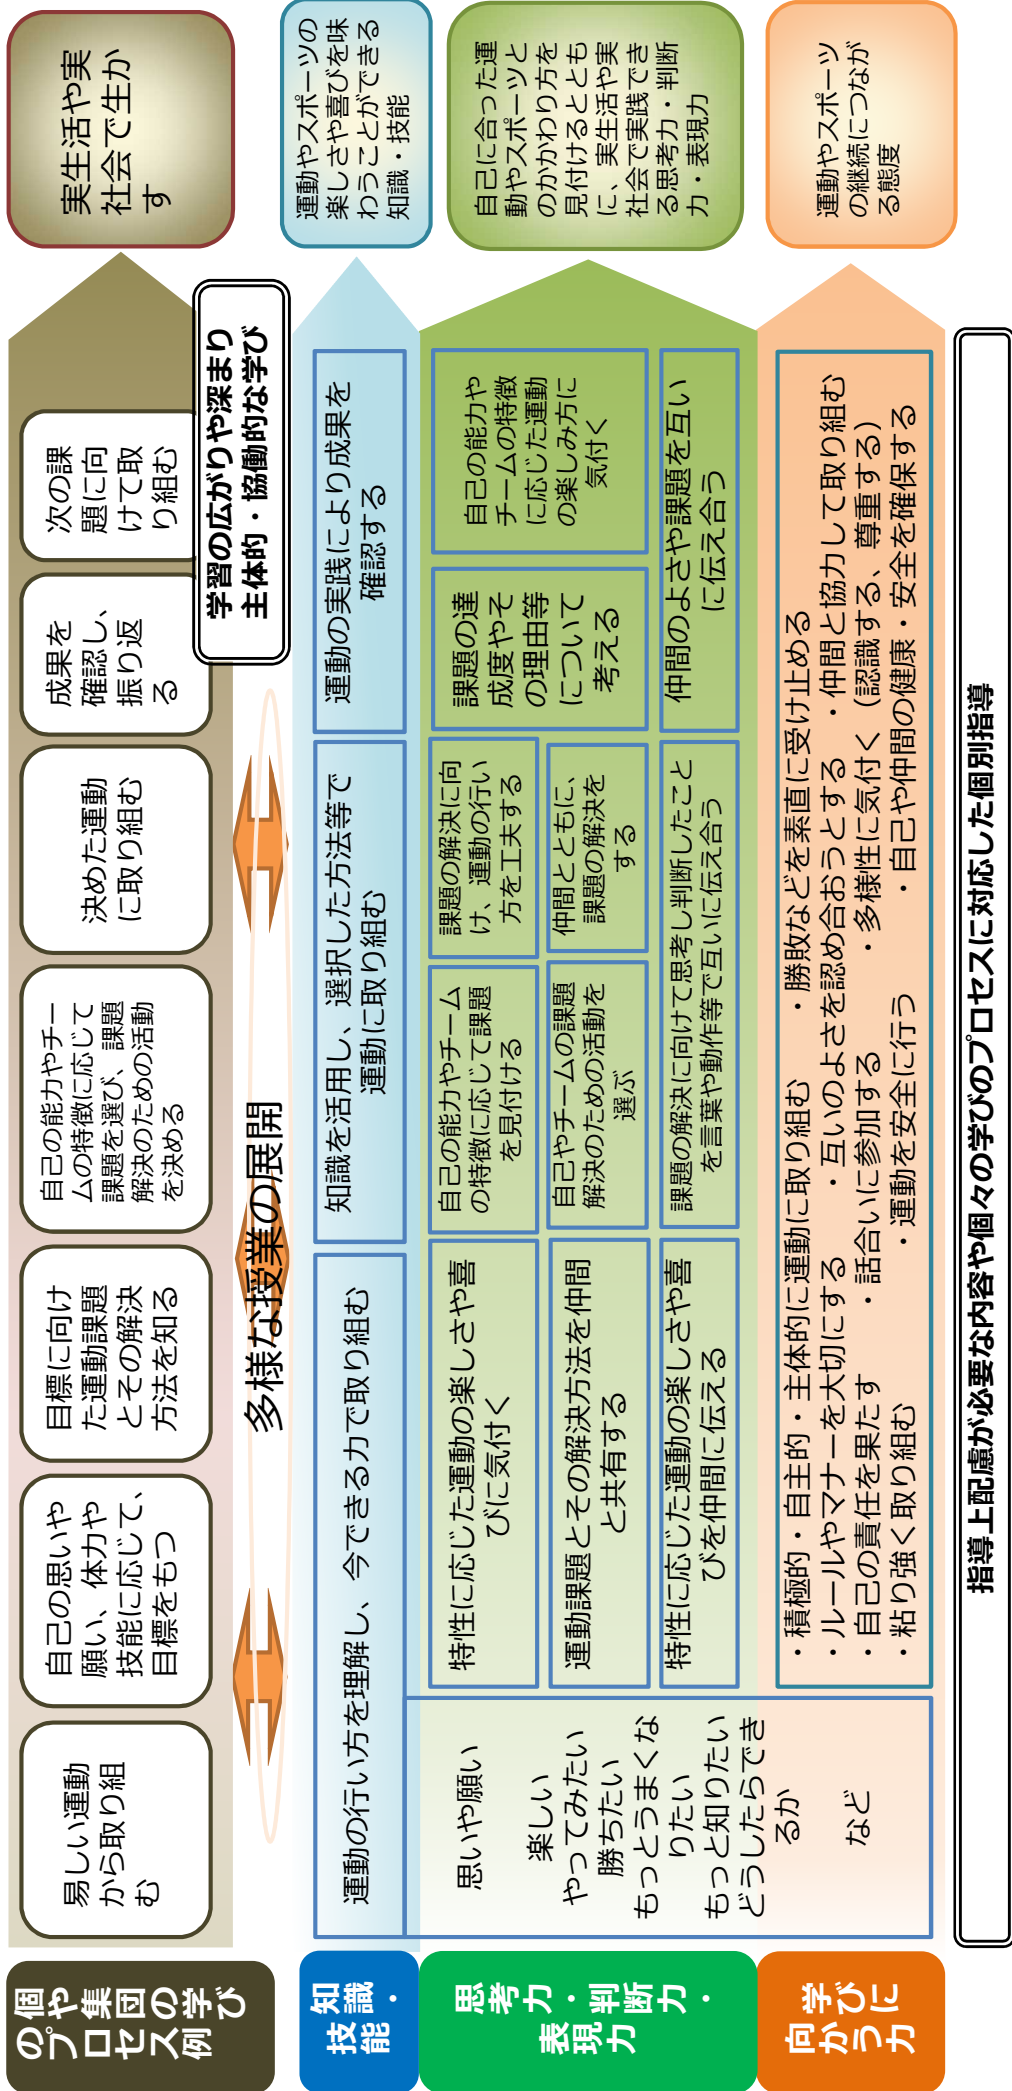 個や集団の学び
のプロセス例
易しい運動
から取り組
む
自己の思いや
願い、体力や
技能に応じて、
目標をもつ
目標に向け
た運動課題
とその解決
方法を知る
自己の能力やチー
ムの特徴に応じて
課題を選び、課題
解決のための活動
を決める
決めた運動
に取り組む
成果を
確認し、
振り返
る
次の課
題に向
けて取
り組む
実生活や実
社会で生か
す
多様な授業の展開
学習の広がりや深まり
主体的・協働的な学び
知識・
技能
運動の行い方を理解し、今できる力で取り組む
知識を活用し、選択した方法等で
運動に取り組む
運動の実践により成果を
確認する
運動やスポーツの
楽しさや喜びを味
わうことができる
知識・技能
思考力・判断力・
表現力
思いや願い
楽しい
やってみたい
勝ちたい
もっとうまくな
りたい
もっと知りたい
どうしたらでき
るか
など
特性に応じた運動の楽しさや喜
びに気付く
運動課題とその解決方法を仲間
と共有する
特性に応じた運動の楽しさや喜
びを仲間に伝える
自己の能力やチーム
の特徴に応じて課題
を見付ける
課題の解決に向
け、運動の行い
方を工夫する
自己やチームの課題
解決のための活動を
選ぶ
仲間とともに、
課題の解決を
する
課題の解決に向けて思考し判断したこと
を言葉や動作等で互いに伝え合う
課題の達
成度やそ
の理由等
について
考える
自己の能力や
チームの特徴
に応じた運動
の楽しみ方に
気付く
仲間のよさや課題を互い
に伝え合う
自己に合った運
動やスポーツと
のかかわり方を
見付けるととも
に、実生活や実
社会で実践でき
る思考力・判断
力・表現力
学びに
向かう力
・積極的・自主的・主体的に運動に取り組む ・勝敗などを素直に受け止める
・ルールやマナーを大切にする ・互いのよさを認め合おうとする ・仲間と協力して取り組む
・自己の責任を果たす ・話合いに参加する ・多様性に気付く（認識する、尊重する）
・粘り強く取り組む ・運動を安全に行う ・自己や仲間の健康・安全を確保する
運動やスポーツ
の継続につなが
る態度
指導上配慮が必要な内容や個々の学びのプロセスに対応した個別指導